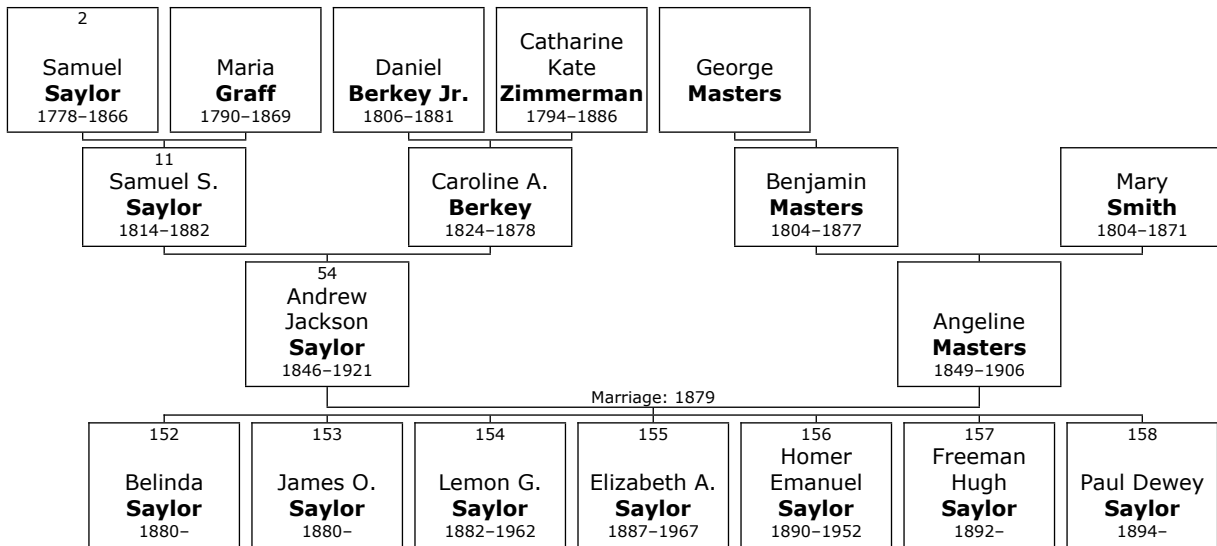 2
Samuel
Saylor
1778–1866
Maria
Graff
1790–1869
Daniel
Berkey Jr.
1806–1881
Catharine
Kate
Zimmerman
1794–1886
George
Masters
11
Samuel S.
Saylor
1814–1882
Caroline A.
Berkey
1824–1878
Benjamin
Masters
1804–1877
Mary
Smith
1804–1871
54
Andrew
Jackson
Saylor
1846–1921
Angeline
Masters
1849–1906
Marriage: 1879
152
Belinda
Saylor
1880–
153
James O.
Saylor
1880–
154
Lemon G.
Saylor
1882–1962
155
Elizabeth A.
Saylor
1887–1967
156
Homer
Emanuel
Saylor
1890–1952
157
Freeman
Hugh
Saylor
1892–
158
Paul Dewey
Saylor
1894–